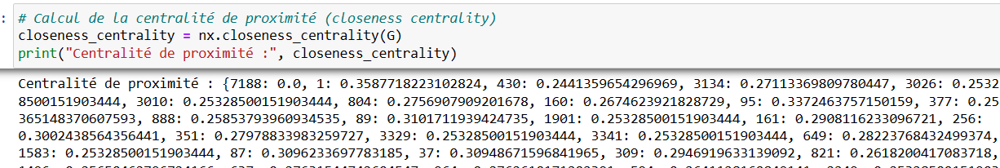 : # Calcul de la centralité de proximité (closeness centrality)
closeness_centrality = nx.closeness_centrality(G)
print("Centralité de proximité :", closeness_centrality)
Centralité de proximité : {7188: 0.0, 1: 0.3587718223102824, 430: 0.2441359654296969, 3134: 0.27113369809780447, 3026: 0.2532
8500151903444, 3010: 0.25328500151903444, 804: 0.2756907909201678, 160: 0.2674623921828729, 95: 0.3372463757150159, 377: 0.25
365148370607593, 888: 0.25853793960934535, 89: 0.3101711939424735, 1901: 0.25328500151903444, 161: 0.2908116233096721, 256:
0.3002438564356441, 351: 0.27978833983259727, 3329: 0.25328500151903444, 3341: 0.25328500151903444, 649: 0.28223768432499374,
1583: 0.25328500151903444, 87: 0.3096233697783185, 37: 0.30948671596841965, 309: 0.2946919633139092, 821: 0.2618200417083718,